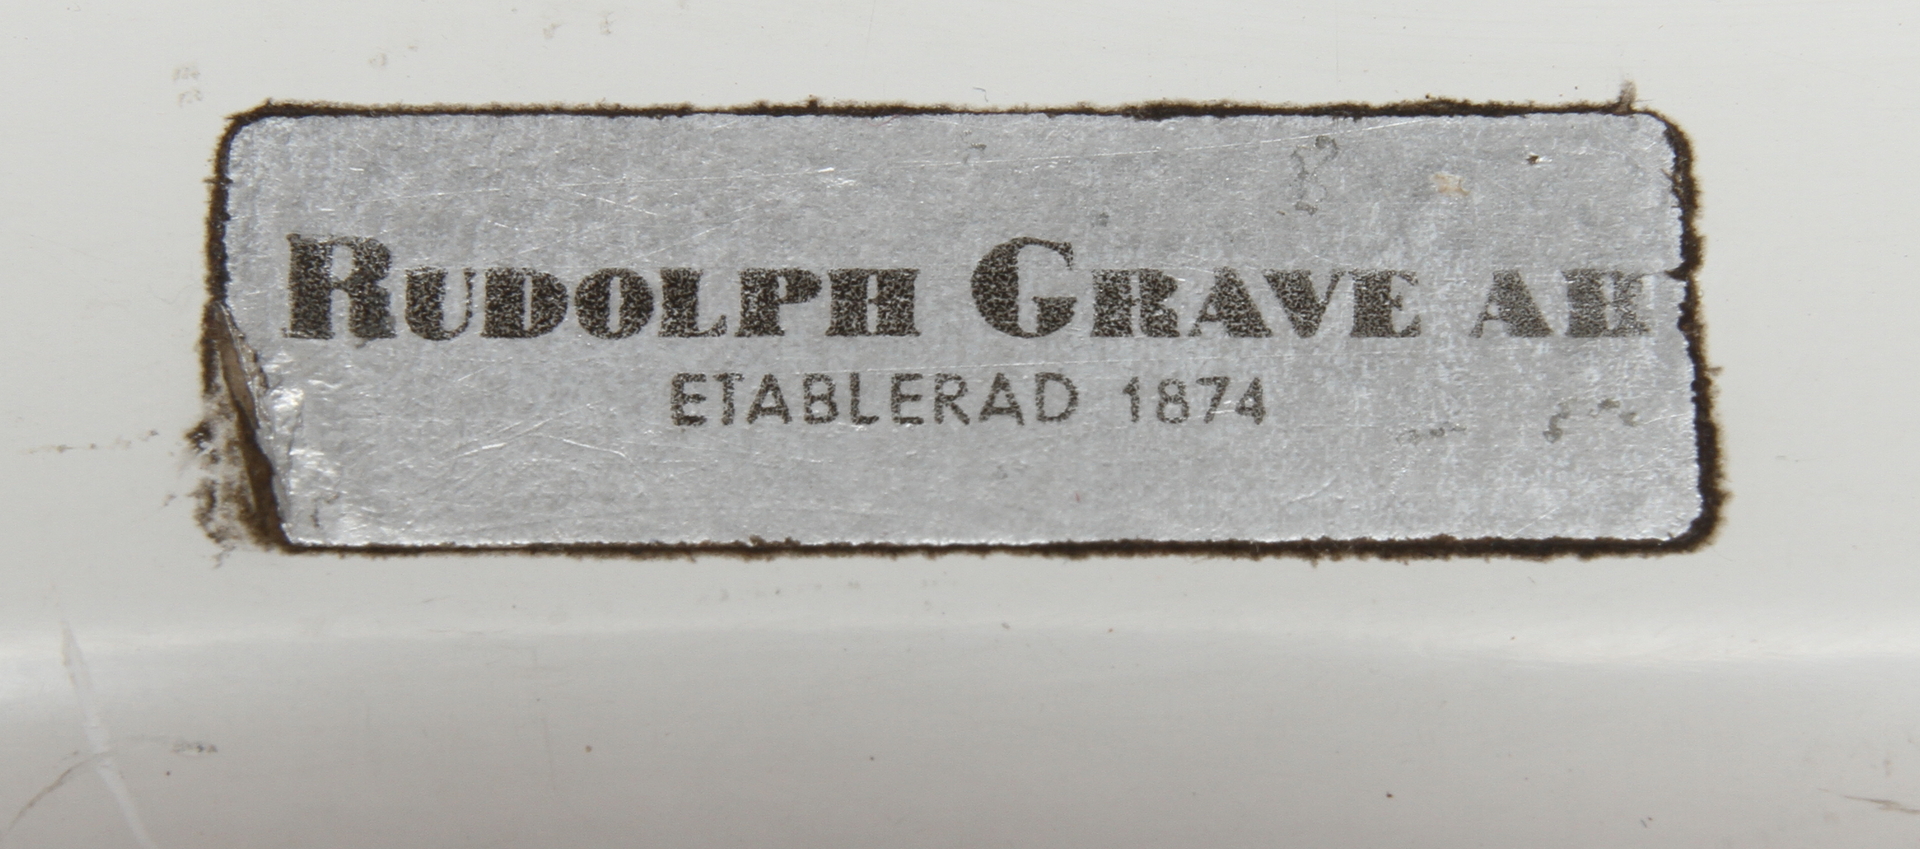 RUDOLPH GRAVE AB
ETABLERAD 1874